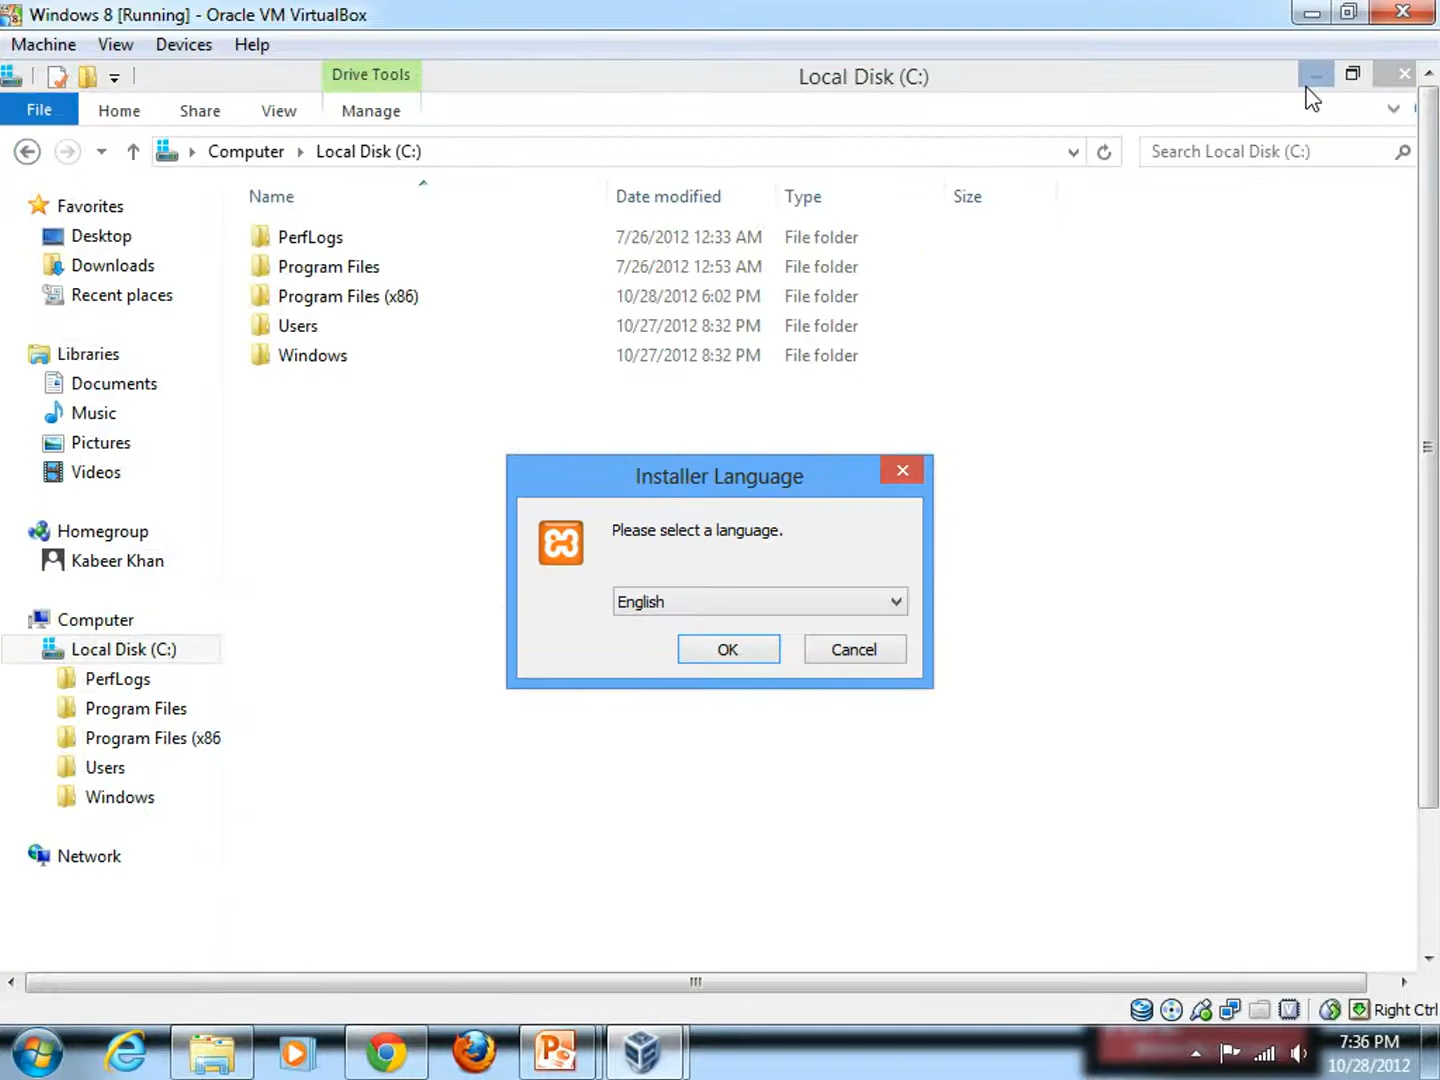 Windows 8 [Running] - Oracle VM VirtualBox
Machine View Devices Help
Drive Tools
Local Disk (C:)
File Home Share View Manage
Computer Local Disk (C:)
Search Local Disk (C:)
Name Date modified Type Size
PerfLogs 7/26/2012 12:33 AM File folder
Program Files 7/26/2012 12:53 AM File folder
Program Files (x86) 10/28/2012 6:02 PM File folder
Users 10/27/2012 8:32 PM File folder
Windows 10/27/2012 8:32 PM File folder
Favorites
Desktop
Downloads
Recent places
Libraries
Documents
Music
Pictures
Videos
Homegroup
Kabeer Khan
Computer
Local Disk (C:)
PerfLogs
Program Files
Program Files (x86
Users
Windows
Network
Installer Language
Please select a language.
English
OK Cancel
Right Ctrl
7:36 PM
10/28/2012